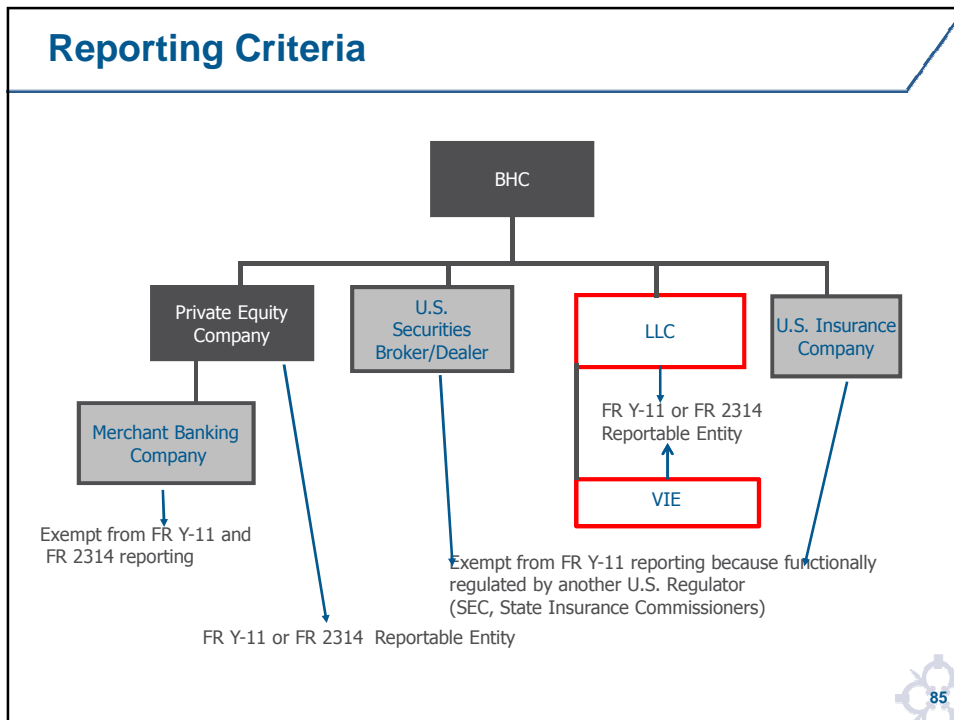 Reporting Criteria
BHC
Private Equity
Company
U.S.
Securities
Broker/Dealer
LLC
U.S. Insurance
Company
Merchant Banking
Company
FR Y-11 or FR 2314
Reportable Entity
VIE
Exempt from FR Y-11 and
FR 2314 reporting
Exempt from FR Y-11 reporting because functionally
regulated by another U.S. Regulator
(SEC, State Insurance Commissioners)
FR Y-11 or FR 2314 Reportable Entity
85